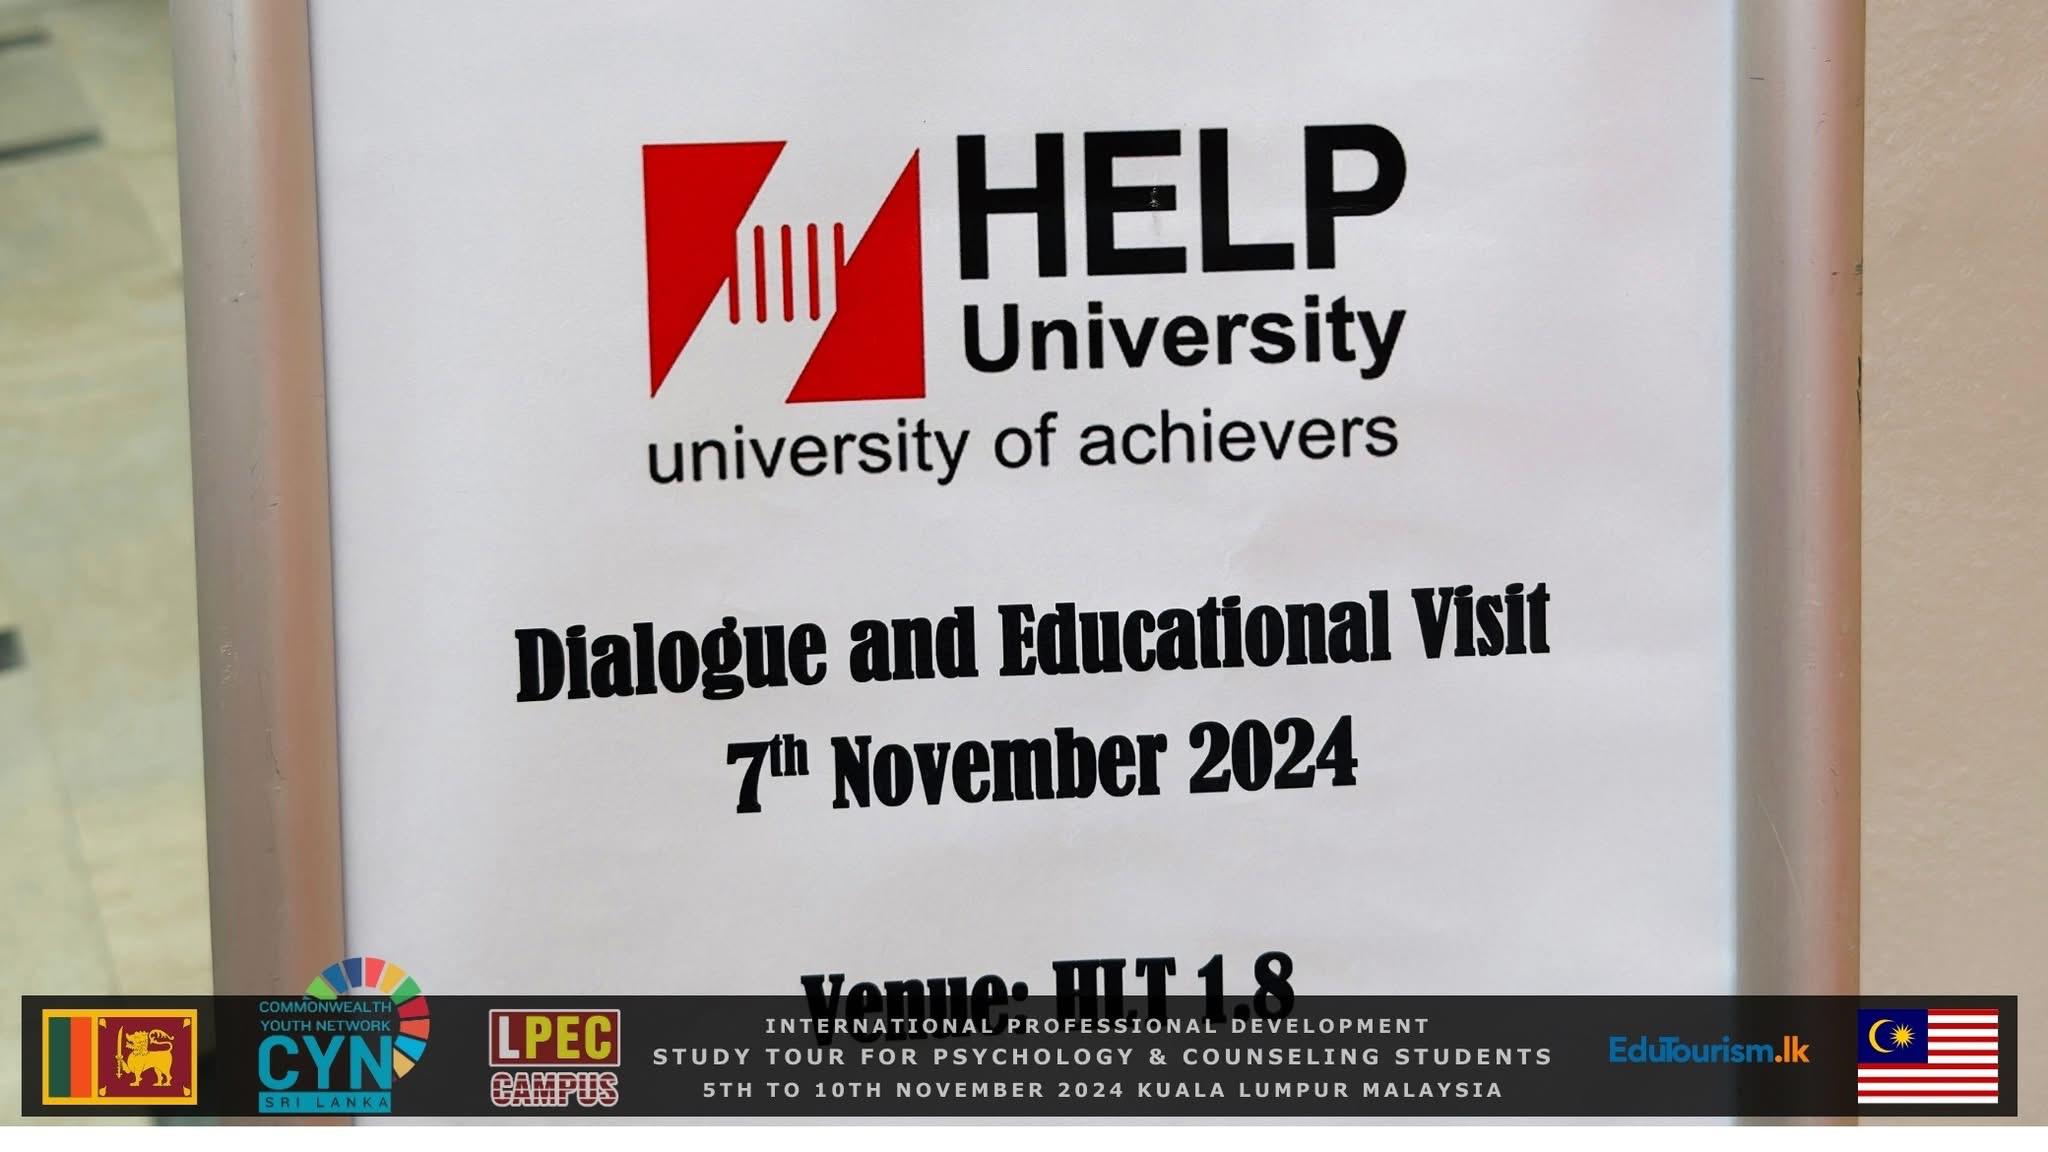 HELP
University
university of achievers
Dialogue and Educational Visit
7th November 2024
Venue: HLT 1.8
COMMONWEALTH
YOUTH NETWORK
CYN
SRI LANKA
LPEC
CAMPUS
INTERNATIONAL PROFESSIONAL DEVELOPMENT
STUDY TOUR FOR PSYCHOLOGY & COUNSELING STUDENTS
5TH TO 10TH NOVEMBER 2024 KUALA LUMPUR MALAYSIA
EduTourism.lk